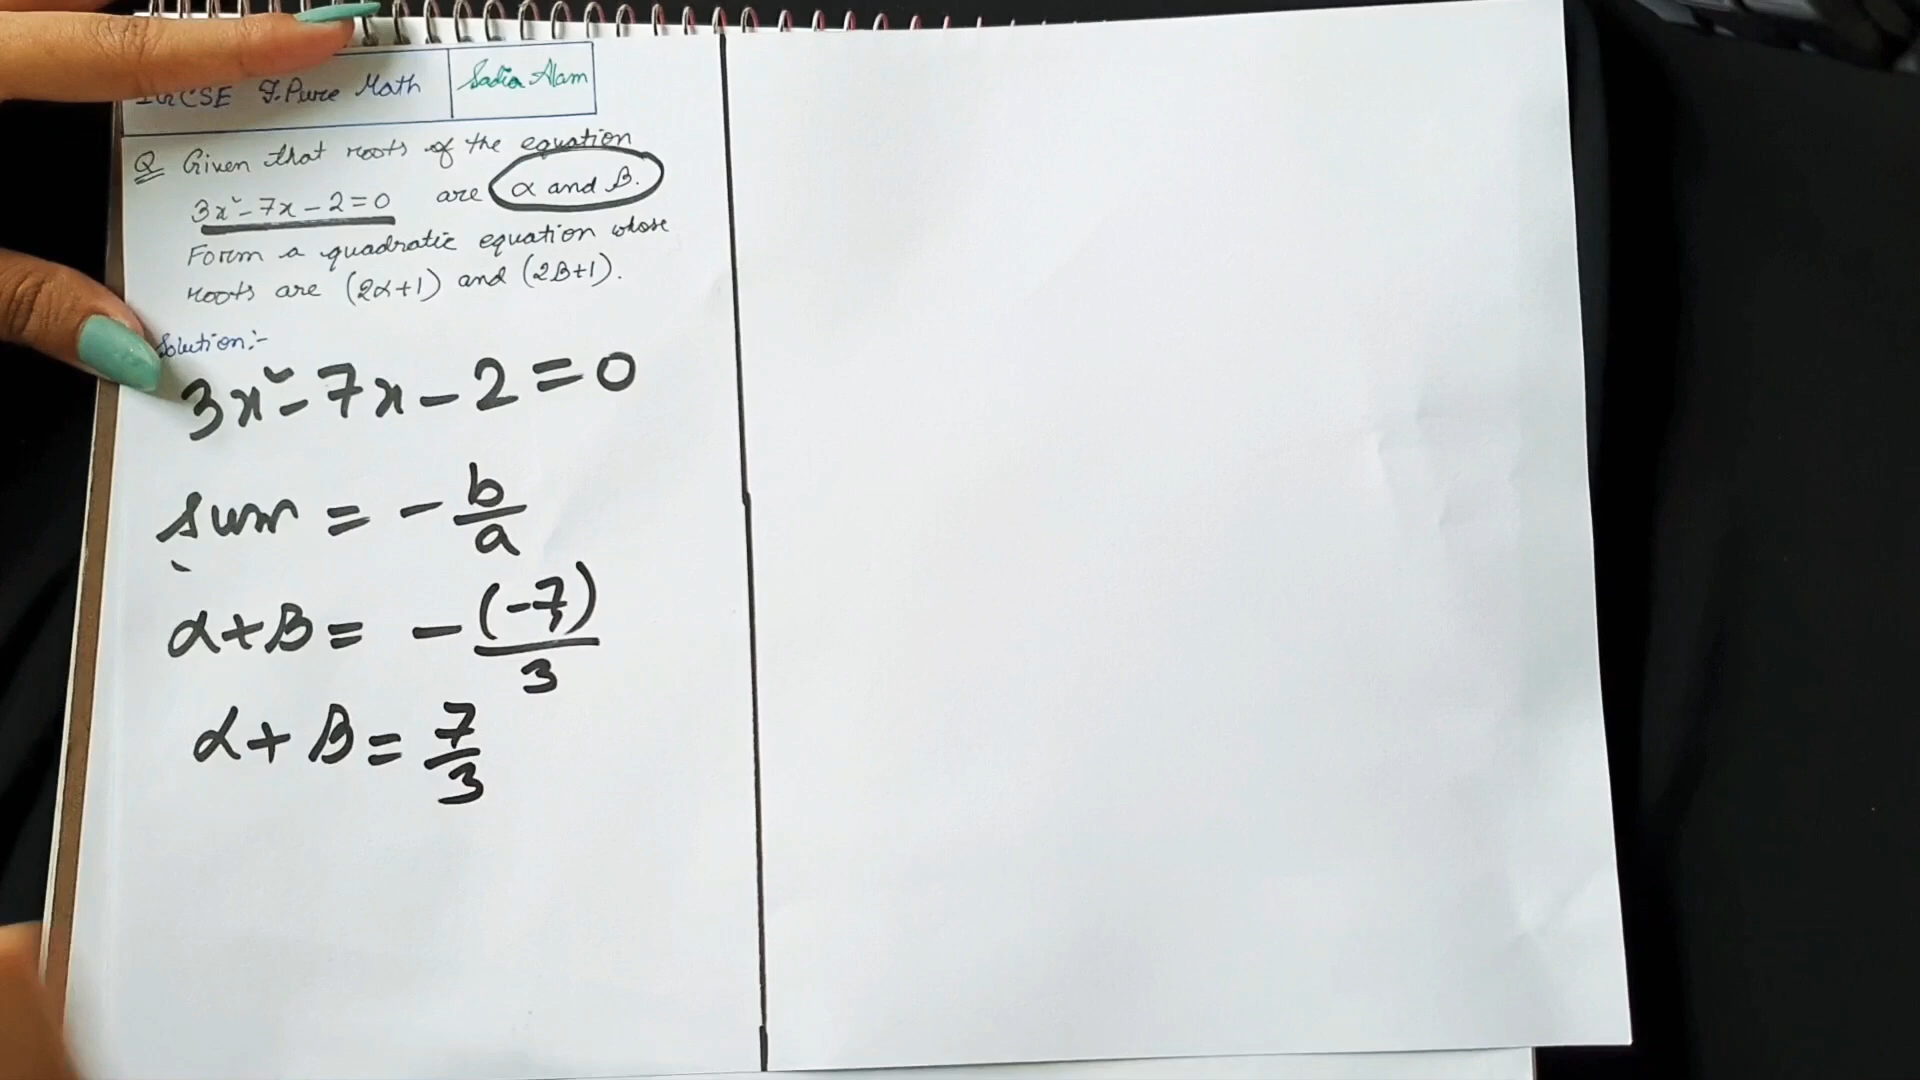 IGCSE F.Pure Math
Sadia Alam
Q Given that roots of the equation
3x²-7x-2=0 are α and β.
Form a quadratic equation whose
roots are (2α+1) and (2β+1).
Solution:-
3x²-7x-2=0
sum = -b/a
α+β = -(-7)/3
α+β = 7/3